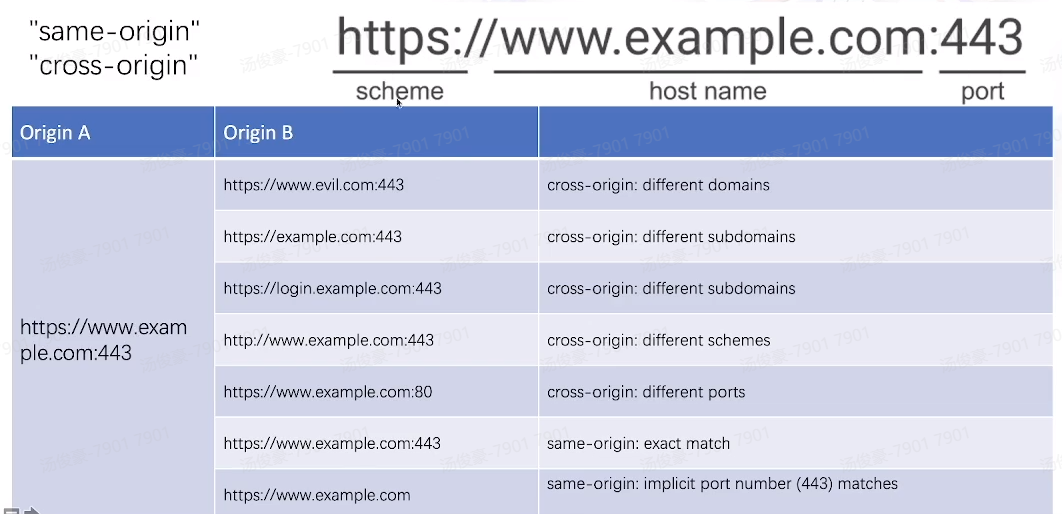 "same-origin"
"cross-origin"
https://www.example.com:443
scheme
host name
port
Origin A
Origin B
https://www.exam
ple.com:443
https://www.evil.com:443
cross-origin: different domains
https://example.com:443
cross-origin: different subdomains
https://login.example.com:443
cross-origin: different subdomains
http://www.example.com:443
cross-origin: different schemes
https://www.example.com:80
cross-origin: different ports
https://www.example.com:443
same-origin: exact match
https://www.example.com
same-origin: implicit port number (443) matches
汤俊豪-7901 7901